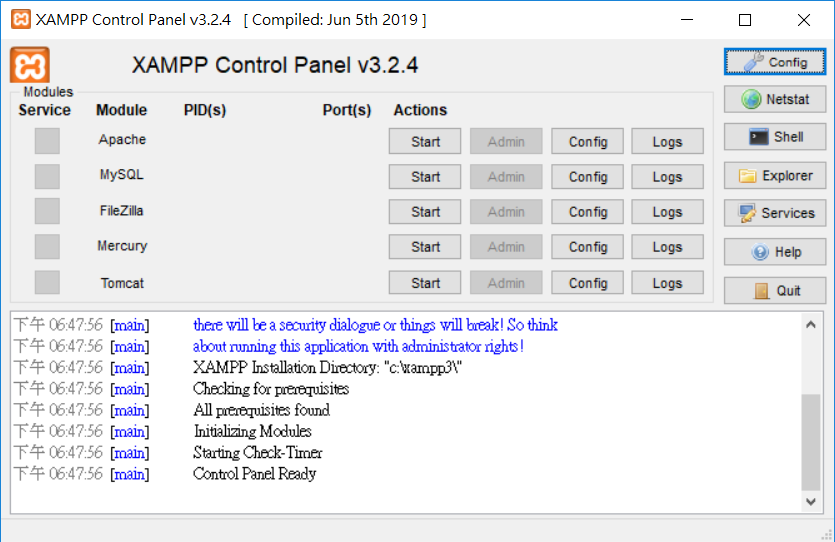 XAMPP Control Panel v3.2.4 [ Compiled: Jun 5th 2019 ]
XAMPP Control Panel v3.2.4
Config
Modules
Service Module PID(s) Port(s) Actions
Netstat
Apache Start Admin Config Logs
Shell
MySQL Start Admin Config Logs
Explorer
FileZilla Start Admin Config Logs
Services
Mercury Start Admin Config Logs
Help
Tomcat Start Admin Config Logs
Quit
下午 06:47:56 [main] there will be a security dialogue or things will break! So think
下午 06:47:56 [main] about running this application with administrator rights!
下午 06:47:56 [main] XAMPP Installation Directory: "c:\xampp3\"
下午 06:47:56 [main] Checking for prerequisites
下午 06:47:56 [main] All prerequisites found
下午 06:47:56 [main] Initializing Modules
下午 06:47:56 [main] Starting Check-Timer
下午 06:47:56 [main] Control Panel Ready